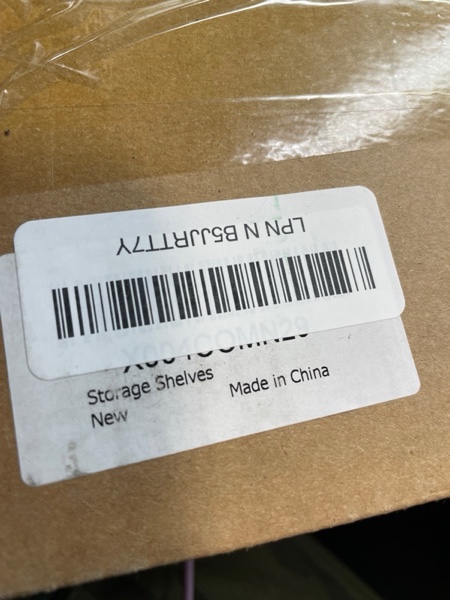 LPN N B5JJRTT7Y
Storage Shelves
New
Made in China